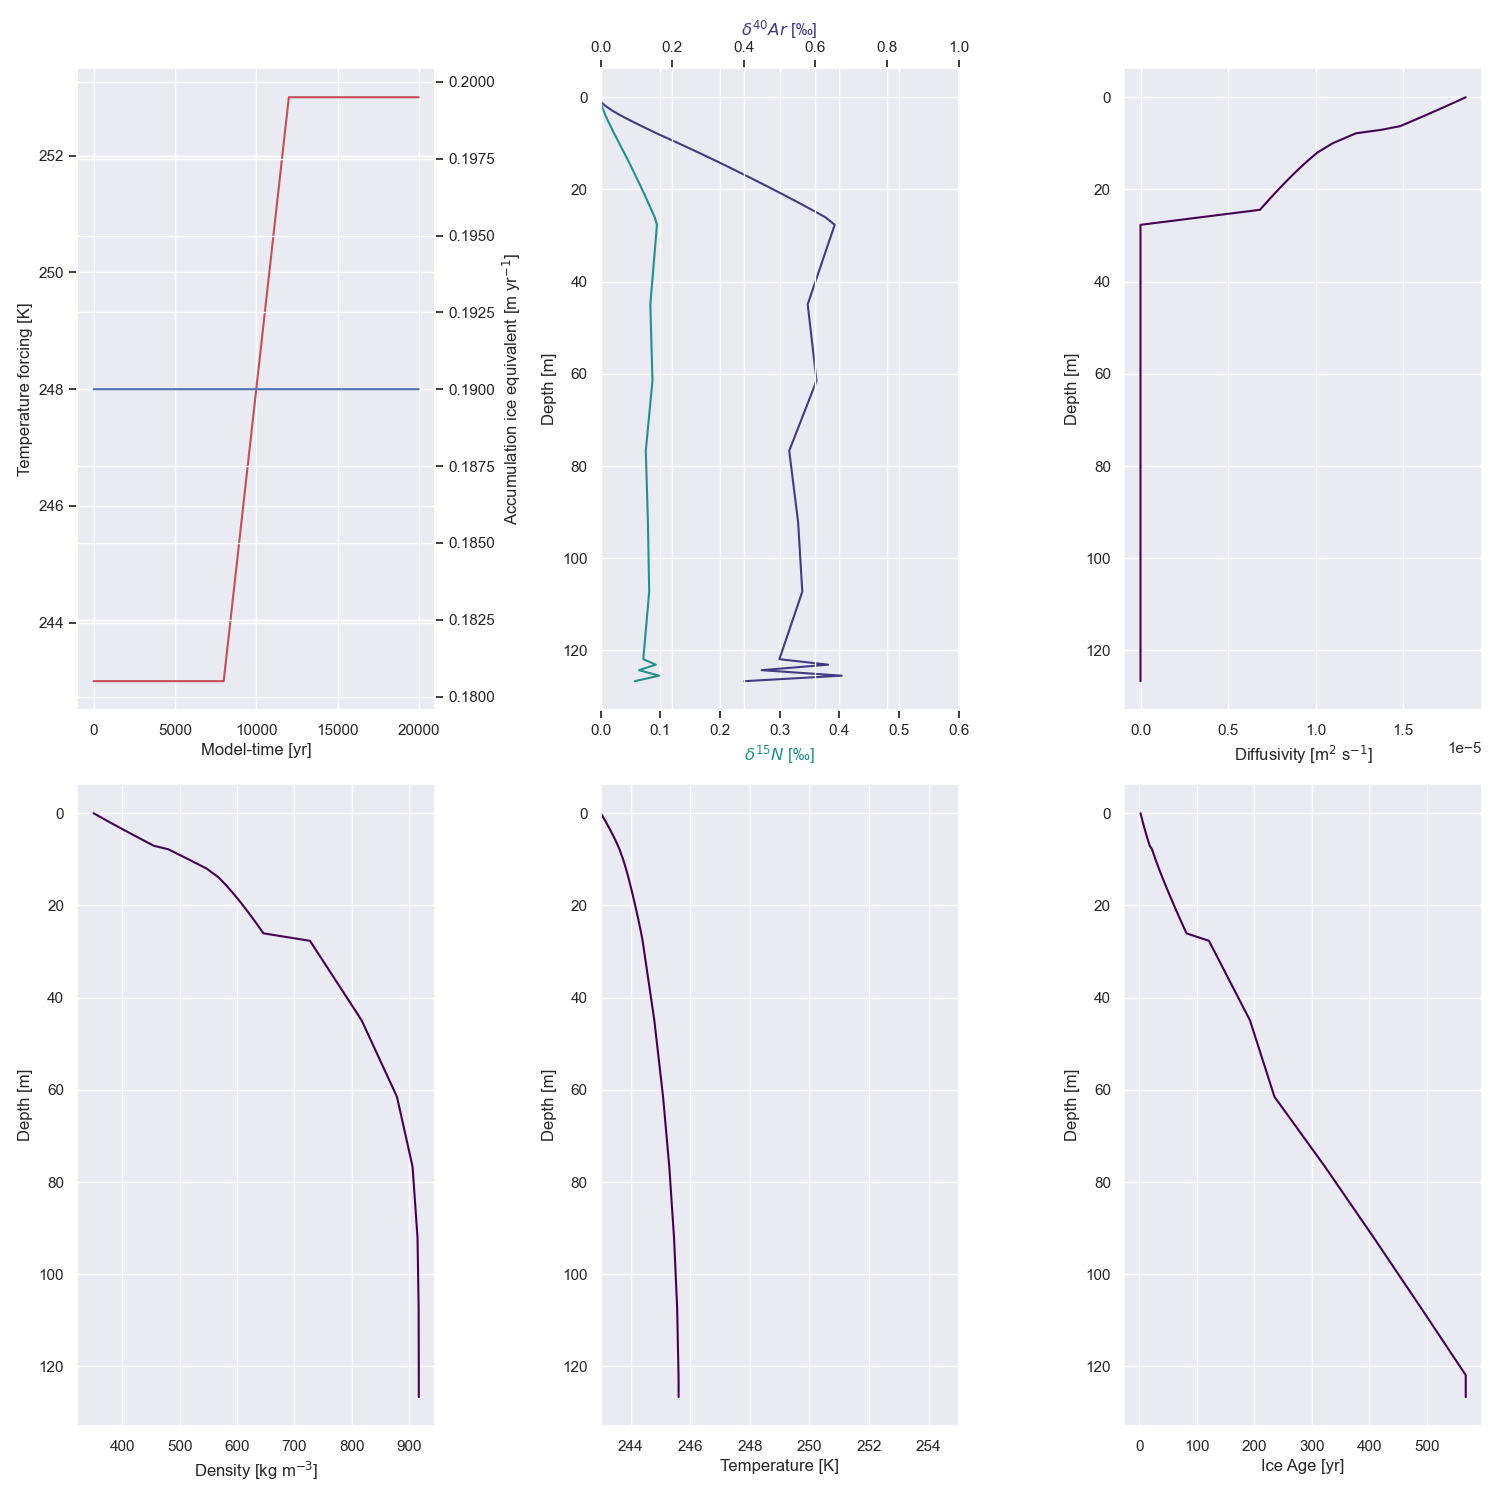 δ⁴⁰Ar [‰]
0.0 0.2 0.4 0.6 0.8 1.0
Temperature forcing [K]
252
250
248
246
244
0.2000
0.1975
0.1950
0.1925
0.1900
0.1875
0.1850
0.1825
0.1800
Accumulation ice equivalent [m yr⁻¹]
0 5000 10000 15000 20000
Model-time [yr]
Depth [m]
0
20
40
60
80
100
120
0.0 0.1 0.2 0.3 0.4 0.5 0.6
δ¹⁵N [‰]
Depth [m]
0
20
40
60
80
100
120
0.0 0.5 1.0 1.5
1e−5
Diffusivity [m² s⁻¹]
Depth [m]
0
20
40
60
80
100
120
400 500 600 700 800 900
Density [kg m⁻³]
Depth [m]
0
20
40
60
80
100
120
244 246 248 250 252 254
Temperature [K]
Depth [m]
0
20
40
60
80
100
120
0 100 200 300 400 500
Ice Age [yr]